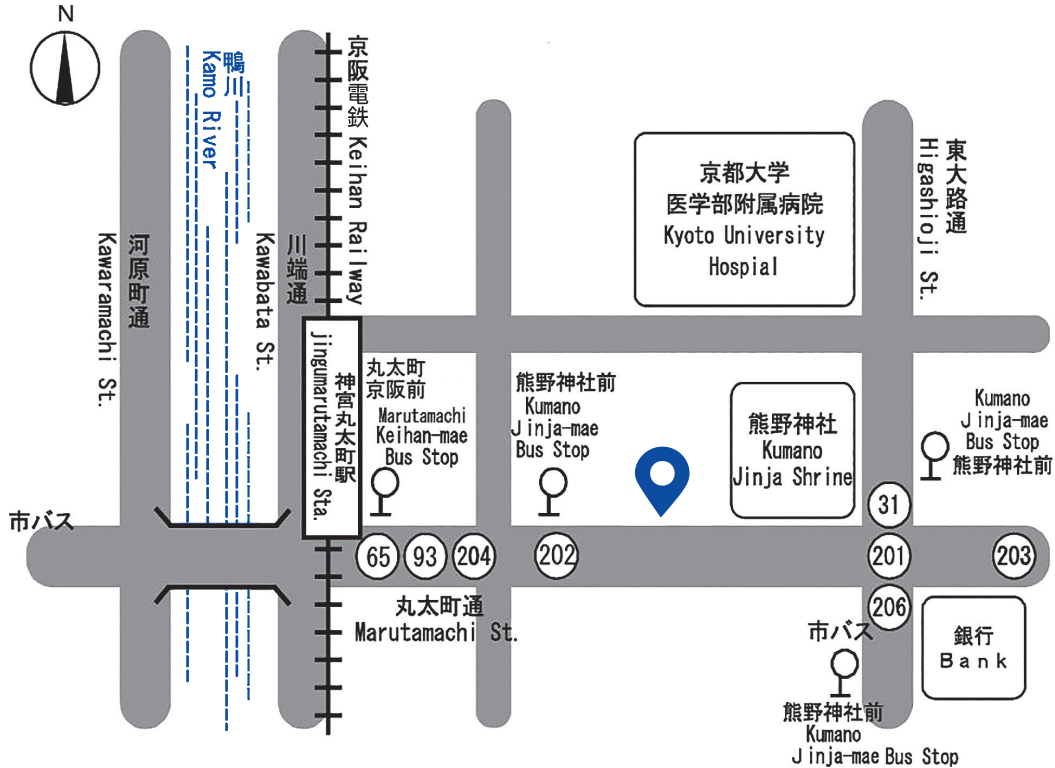 N
鴨川
Kamo River
京阪電鉄 Keihan Railway
京都大学
医学部附属病院
Kyoto University
Hospial
東大路通
Higashioji St.
河原町通
Kawaramachi St.
川端通
Kawabata St.
神宮丸太町駅
jingumarutamachi Sta.
丸太町
京阪前
Marutamachi
Keihan-mae
Bus Stop
熊野神社前
Kumano
Jinja-mae
Bus Stop
熊野神社
Kumano
Jinja Shrine
Kumano
Jinja-mae
Bus Stop
熊野神社前
市バス
65
93
204
202
31
201
206
203
丸太町通
Marutamachi St.
市バス
銀行
Bank
熊野神社前
Kumano
Jinja-mae Bus Stop